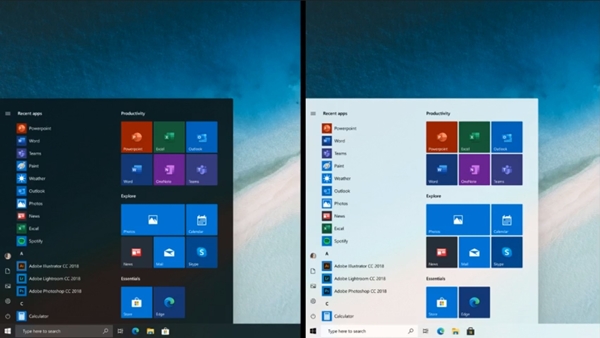 Recent apps
Powerpoint
Word
Teams
Paint
Weather
Outlook
Photos
News
Excel
Spotify
A
Adobe Illustrator CC 2018
Adobe Lightroom CC 2018
Adobe Photoshop CC 2018
C
Calculator
Productivity
Powerpoint
Excel
Outlook
Word
OneNote
Teams
Explore
Photos
Calendar
News
Mail
Skype
Essentials
Store
Edge
Type here to search
Recent apps
Powerpoint
Word
Teams
Paint
Weather
Outlook
Photos
News
Excel
Spotify
A
Adobe Illustrator CC 2018
Adobe Lightroom CC 2018
Adobe Photoshop CC 2018
C
Calculator
Productivity
Powerpoint
Excel
Outlook
Word
OneNote
Teams
Explore
Photos
Calendar
News
Mail
Skype
Essentials
Store
Edge
Type here to search